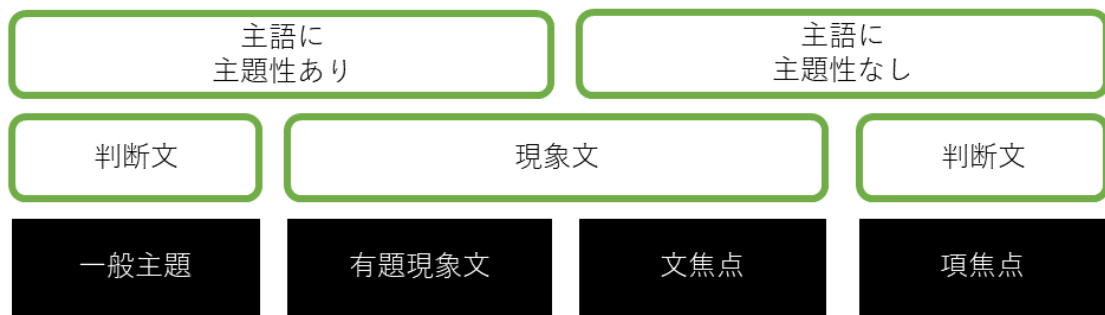 主語に
主題性あり
主語に
主題性なし
判断文
現象文
判断文
一般主題
有題現象文
文焦点
項焦点